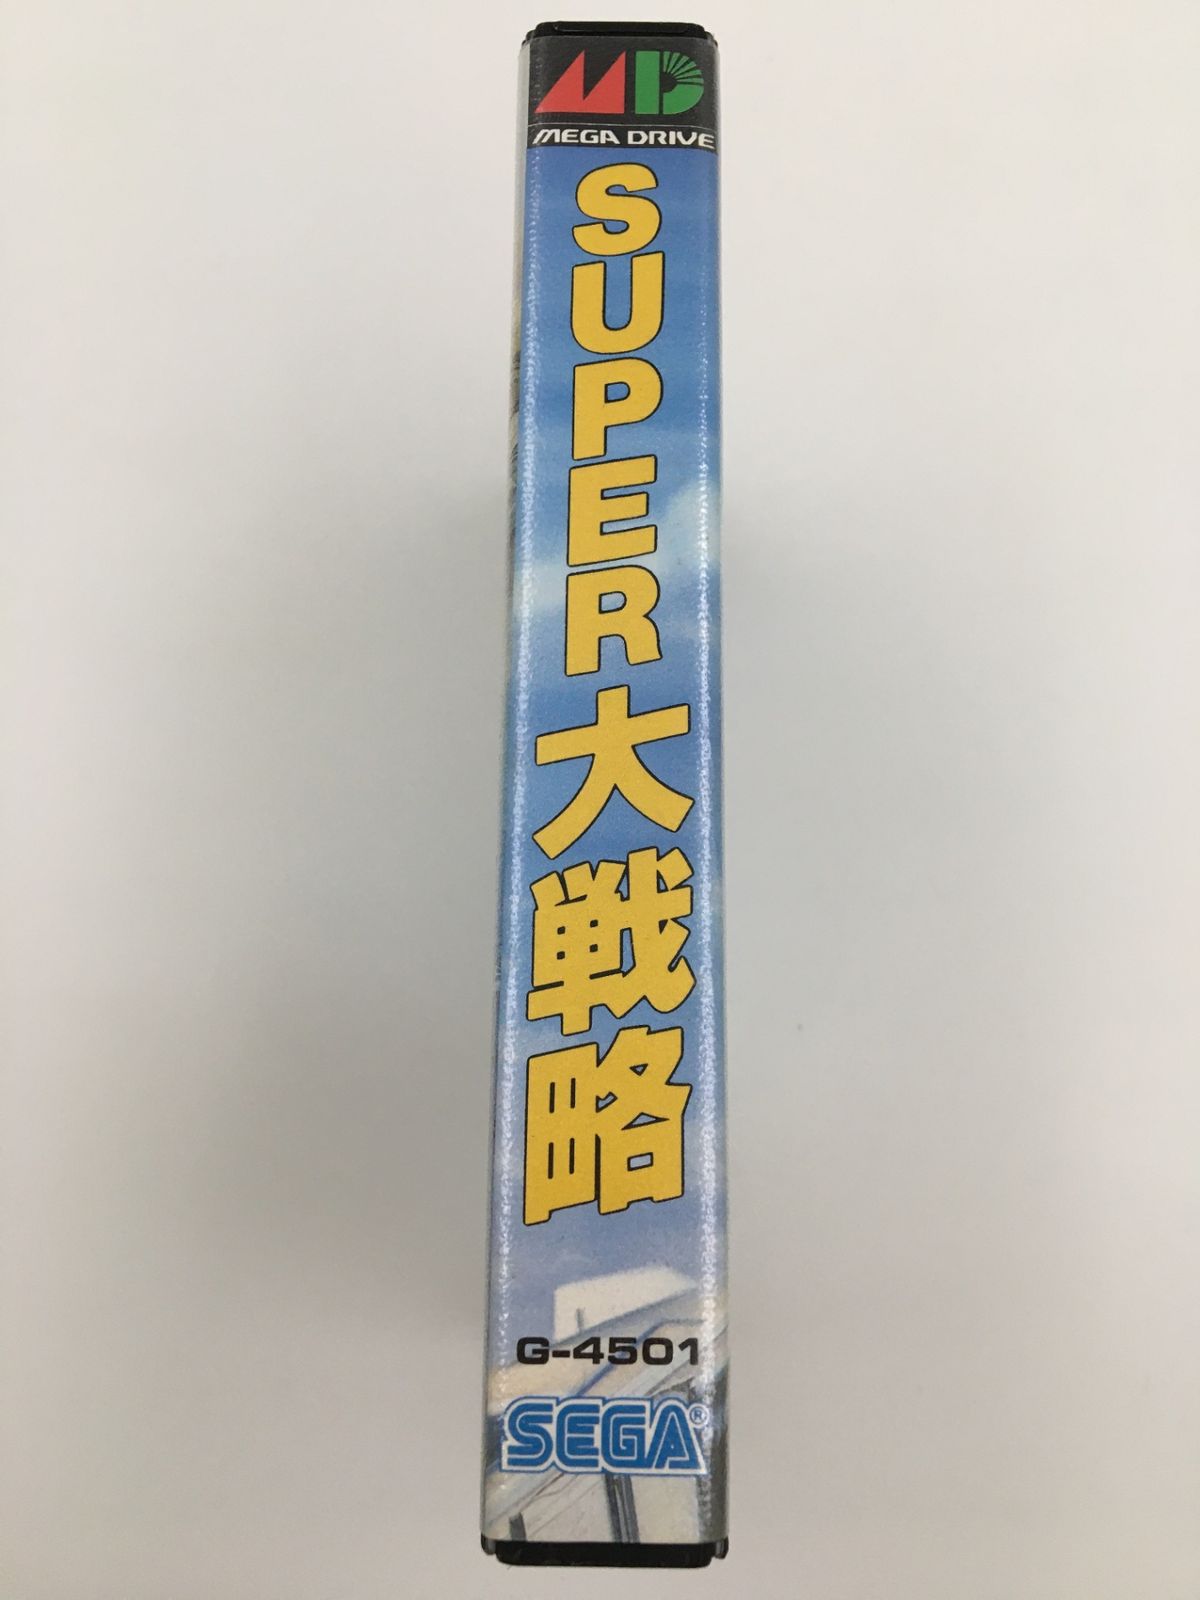 MD
MEGA DRIVE
SUPER大戦略
G-4501
SEGA®